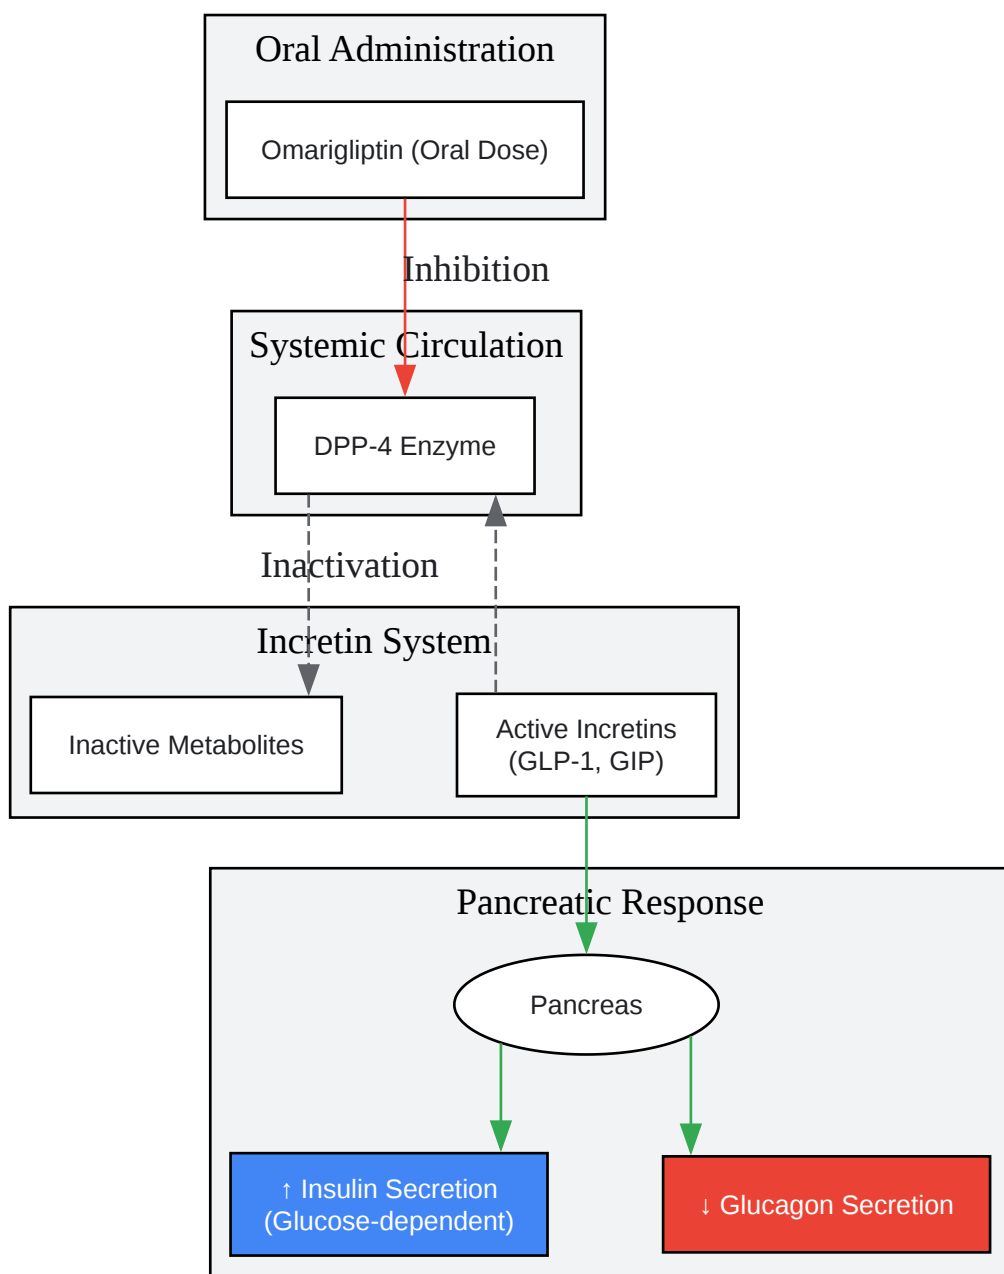 Oral Administration
Omarigliptin (Oral Dose)
Inhibition
Systemic Circulation
DPP-4 Enzyme
Inactivation
Incretin System
Inactive Metabolites
Active Incretins
(GLP-1, GIP)
Pancreatic Response
Pancreas
↑ Insulin Secretion
(Glucose-dependent)
↓ Glucagon Secretion